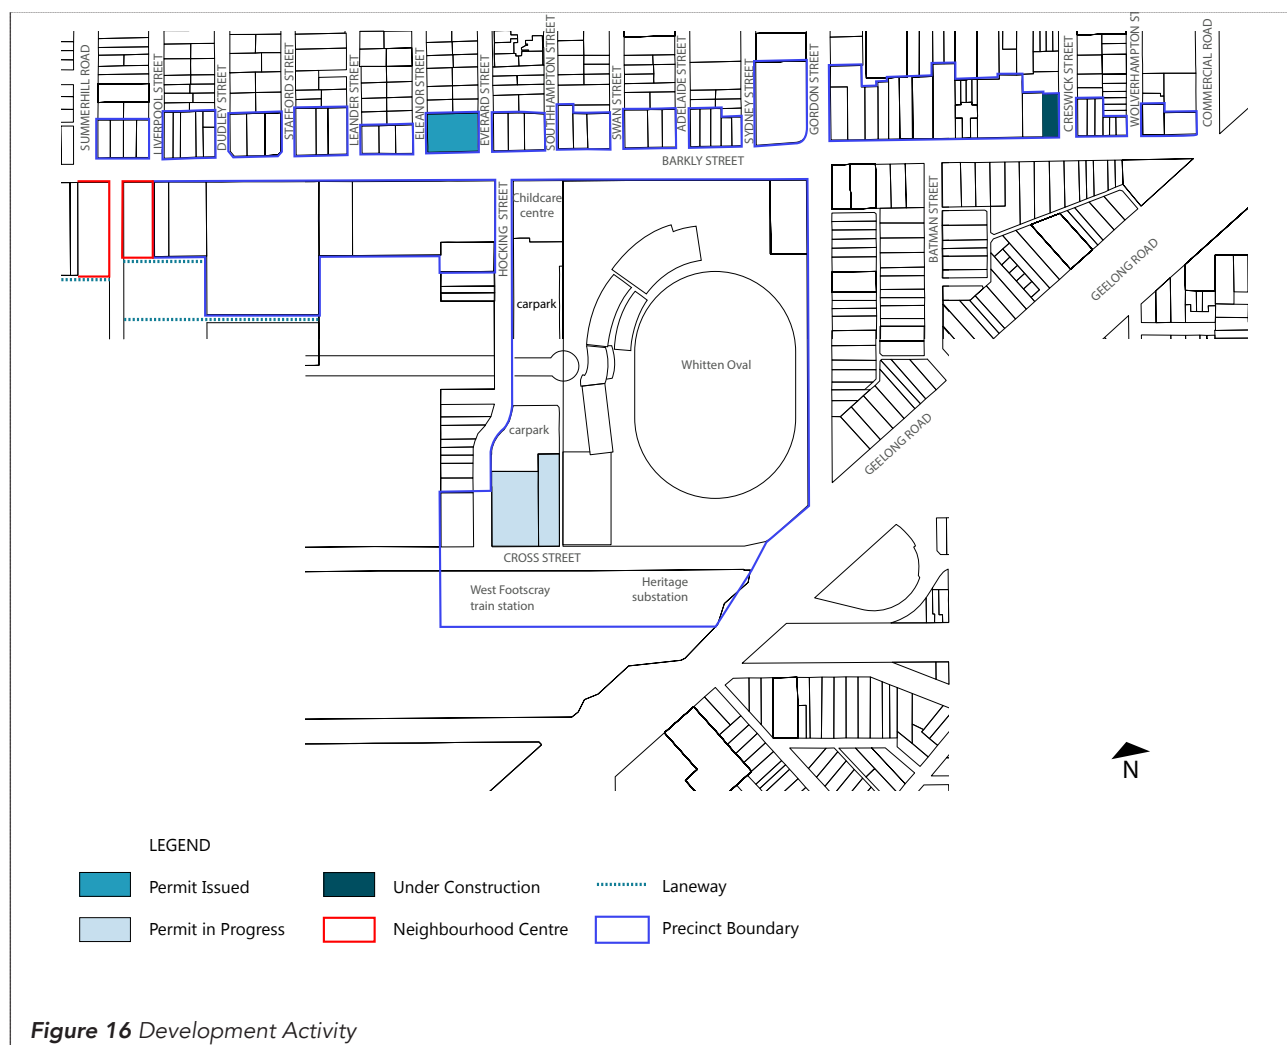 SUMMERHILL ROAD
LIVERPOOL STREET
DUDLEY STREET
STAFFORD STREET
LEANDER STREET
ELEANOR STREET
EVERARD STREET
SOUTHHAMPTON STREET
SWAN STREET
ADELAIDE STREET
SYDNEY STREET
GORDON STREET
CRESWICK STREET
WOLVERHAMPTON ST
COMMERCIAL ROAD
BARKLY STREET
HOCKING STREET
Childcare
centre
BATMAN STREET
GEELONG ROAD
carpark
Whitten Oval
carpark
GEELONG ROAD
CROSS STREET
West Footscray
train station
Heritage
substation
N
LEGEND
Permit Issued
Under Construction
Laneway
Permit in Progress
Neighbourhood Centre
Precinct Boundary
Figure 16 Development Activity